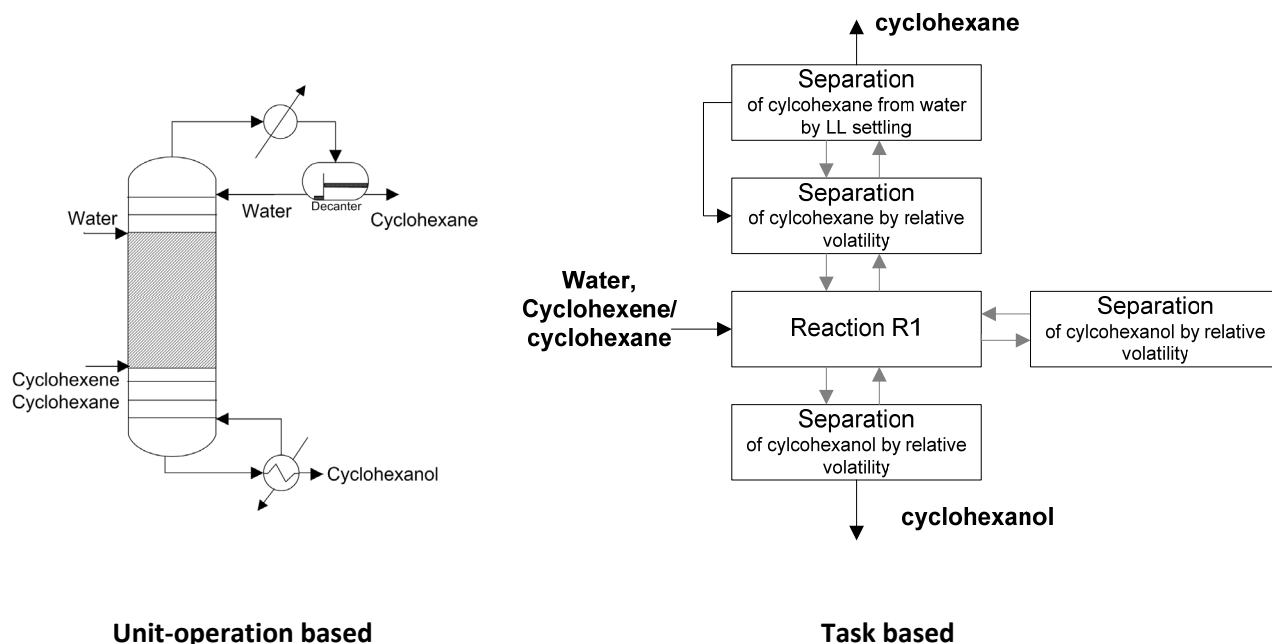 Water
Water
Decanter
Cyclohexane
Cyclohexene
Cyclohexane
Cyclohexanol
Unit-operation based
cyclohexane
Separation
of cylcohexane from water
by LL settling
Separation
of cylcohexane by relative
volatility
Water,
Cyclohexene/
cyclohexane
Reaction R1
Separation
of cylcohexanol by relative
volatility
Separation
of cylcohexanol by relative
volatility
cyclohexanol
Task based